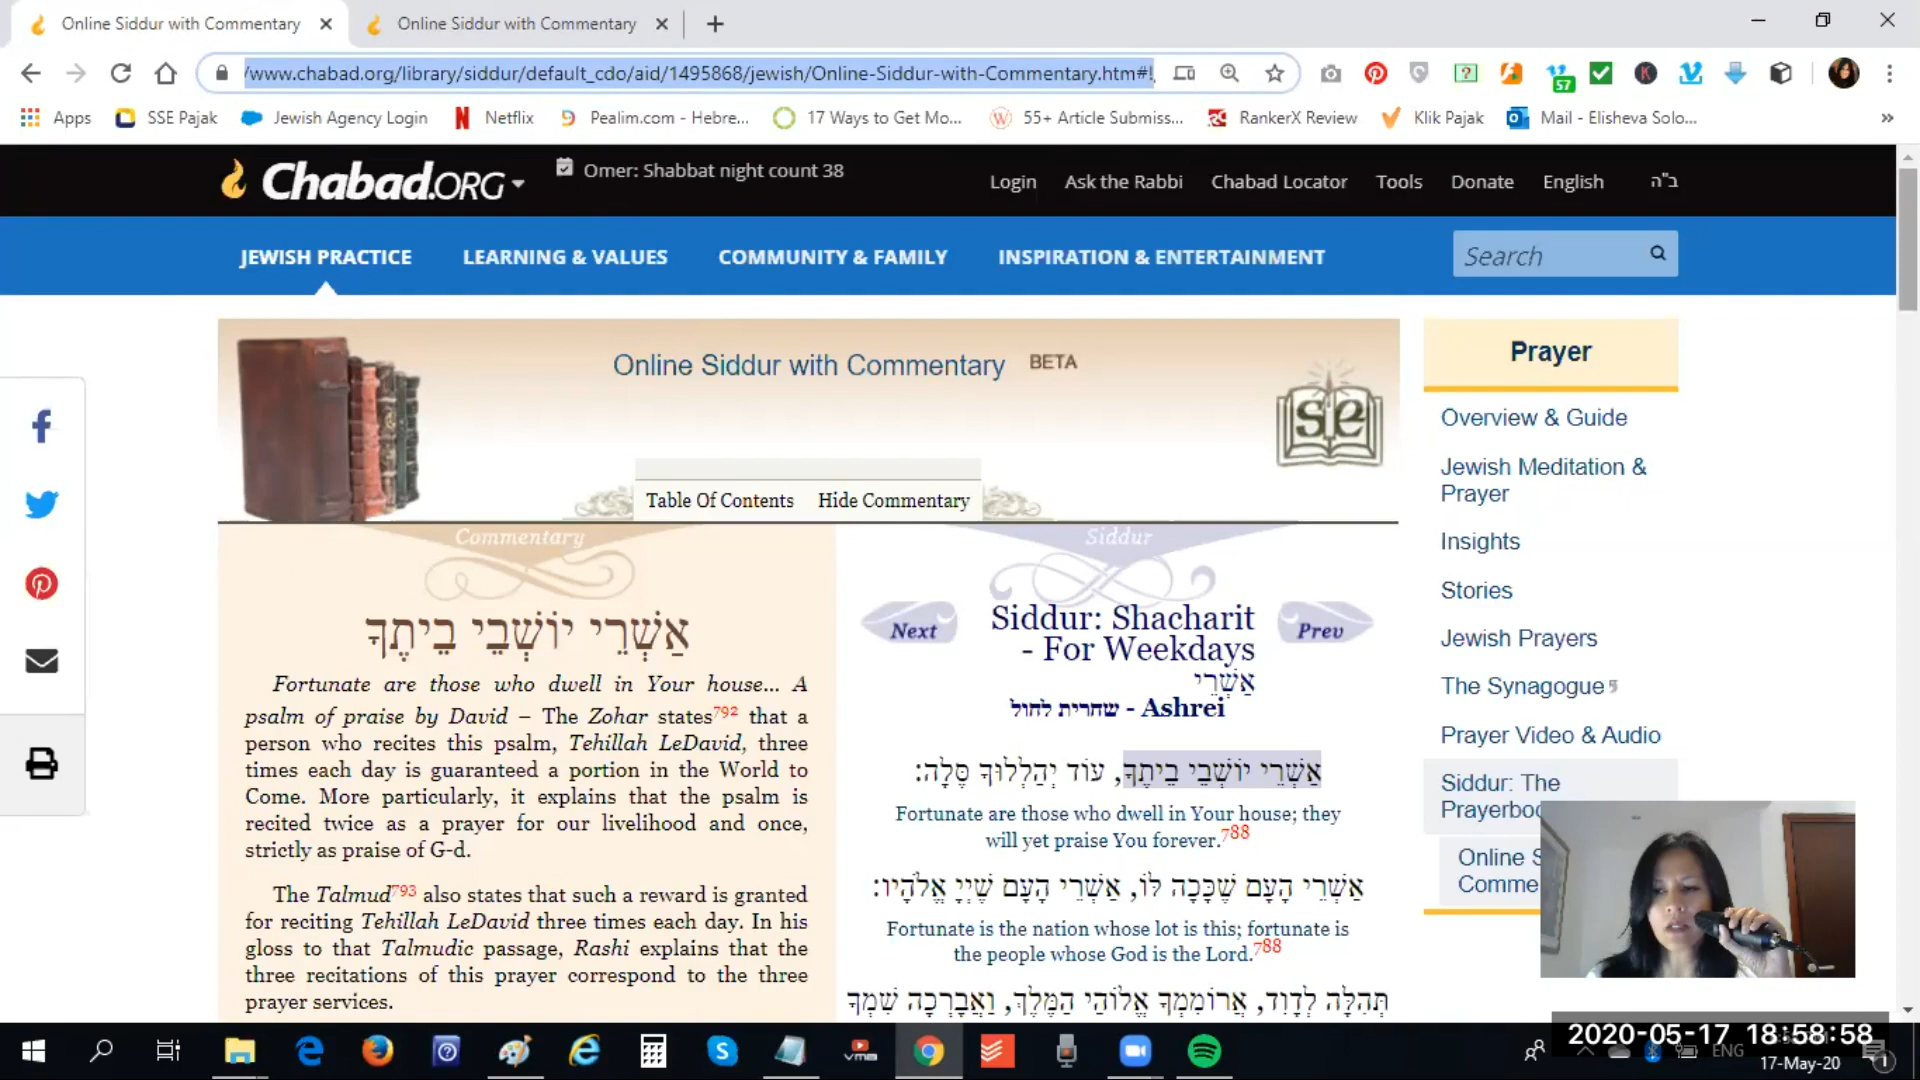 Online Siddur with Commentary
Online Siddur with Commentary
/www.chabad.org/library/siddur/default_cdo/aid/1495868/jewish/Online-Siddur-with-Commentary.htm#!
57
Apps
SSE Pajak
Jewish Agency Login
Netflix
Pealim.com - Hebre...
17 Ways to Get Mo...
55+ Article Submiss...
RankerX Review
Klik Pajak
Mail - Elisheva Solo...
»
Chabad.ORG
Omer: Shabbat night count 38
Login
Ask the Rabbi
Chabad Locator
Tools
Donate
English
ב"ה
JEWISH PRACTICE
LEARNING & VALUES
COMMUNITY & FAMILY
INSPIRATION & ENTERTAINMENT
Search
Online Siddur with Commentary BETA
Table Of Contents
Hide Commentary
Commentary
אַשְׁרֵי יוֹשְׁבֵי בֵיתֶךָ
Fortunate are those who dwell in Your house... A
psalm of praise by David – The Zohar states792 that a
person who recites this psalm, Tehillah LeDavid, three
times each day is guaranteed a portion in the World to
Come. More particularly, it explains that the psalm is
recited twice as a prayer for our livelihood and once,
strictly as praise of G-d.
The Talmud793 also states that such a reward is granted
for reciting Tehillah LeDavid three times each day. In his
gloss to that Talmudic passage, Rashi explains that the
three recitations of this prayer correspond to the three
prayer services.
Siddur
Next
Siddur: Shacharit
- For Weekdays
Prev
אַשְׁרֵי
שחרית לחול - Ashrei
אַשְׁרֵי יוֹשְׁבֵי בֵיתֶךָ, עוֹד יְהַלְלוּךָ סֶּלָה:
Fortunate are those who dwell in Your house; they
will yet praise You forever.788
אַשְׁרֵי הָעָם שֶׁכָּכָה לּוֹ, אַשְׁרֵי הָעָם שֶׁיְיָ אֱלֹהָיו:
Fortunate is the nation whose lot is this; fortunate is
the people whose God is the Lord.788
תְּהִלָּה לְדָוִד, אֲרוֹמִמְךָ אֱלוֹהַי הַמֶּלֶךְ, וַאֲבָרְכָה שִׁמְךָ
Prayer
Overview & Guide
Jewish Meditation &
Prayer
Insights
Stories
Jewish Prayers
The Synagogue
Prayer Video & Audio
Siddur: The
Prayerbo
Online S
Comme
2020-05-17 18:58:58
ENG
17-May-20